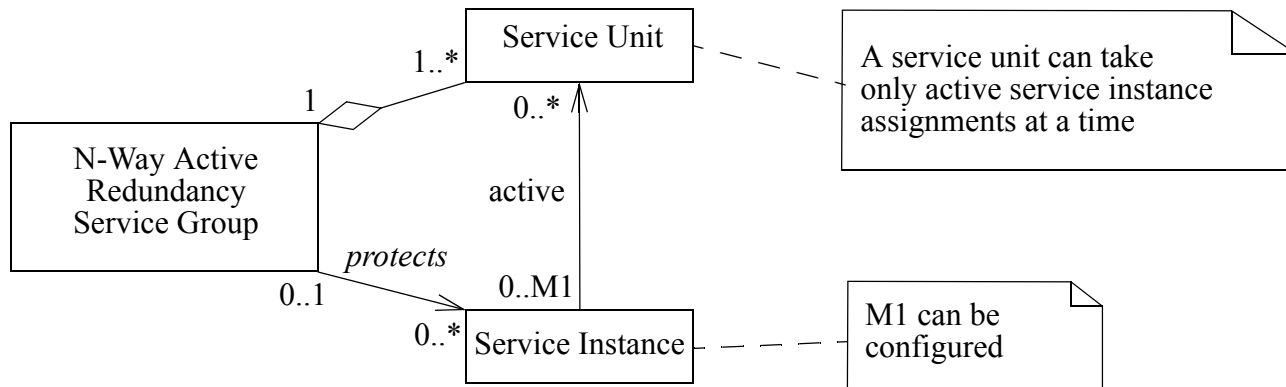 Service Unit
A service unit can take
only active service instance
assignments at a time
1..*
1
0..*
N-Way Active
Redundancy
Service Group
active
protects
0..1
0..M1
0..*
Service Instance
M1 can be
configured